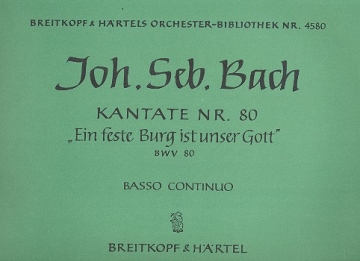 BREITKOPF & HÄRTELS ORCHESTER-BIBLIOTHEK NR. 4580
Joh. Seb. Bach
KANTATE NR. 80
„Ein feste Burg ist unser Gott”
BWV 80
BASSO CONTINUO
BREITKOPF & HÄRTEL